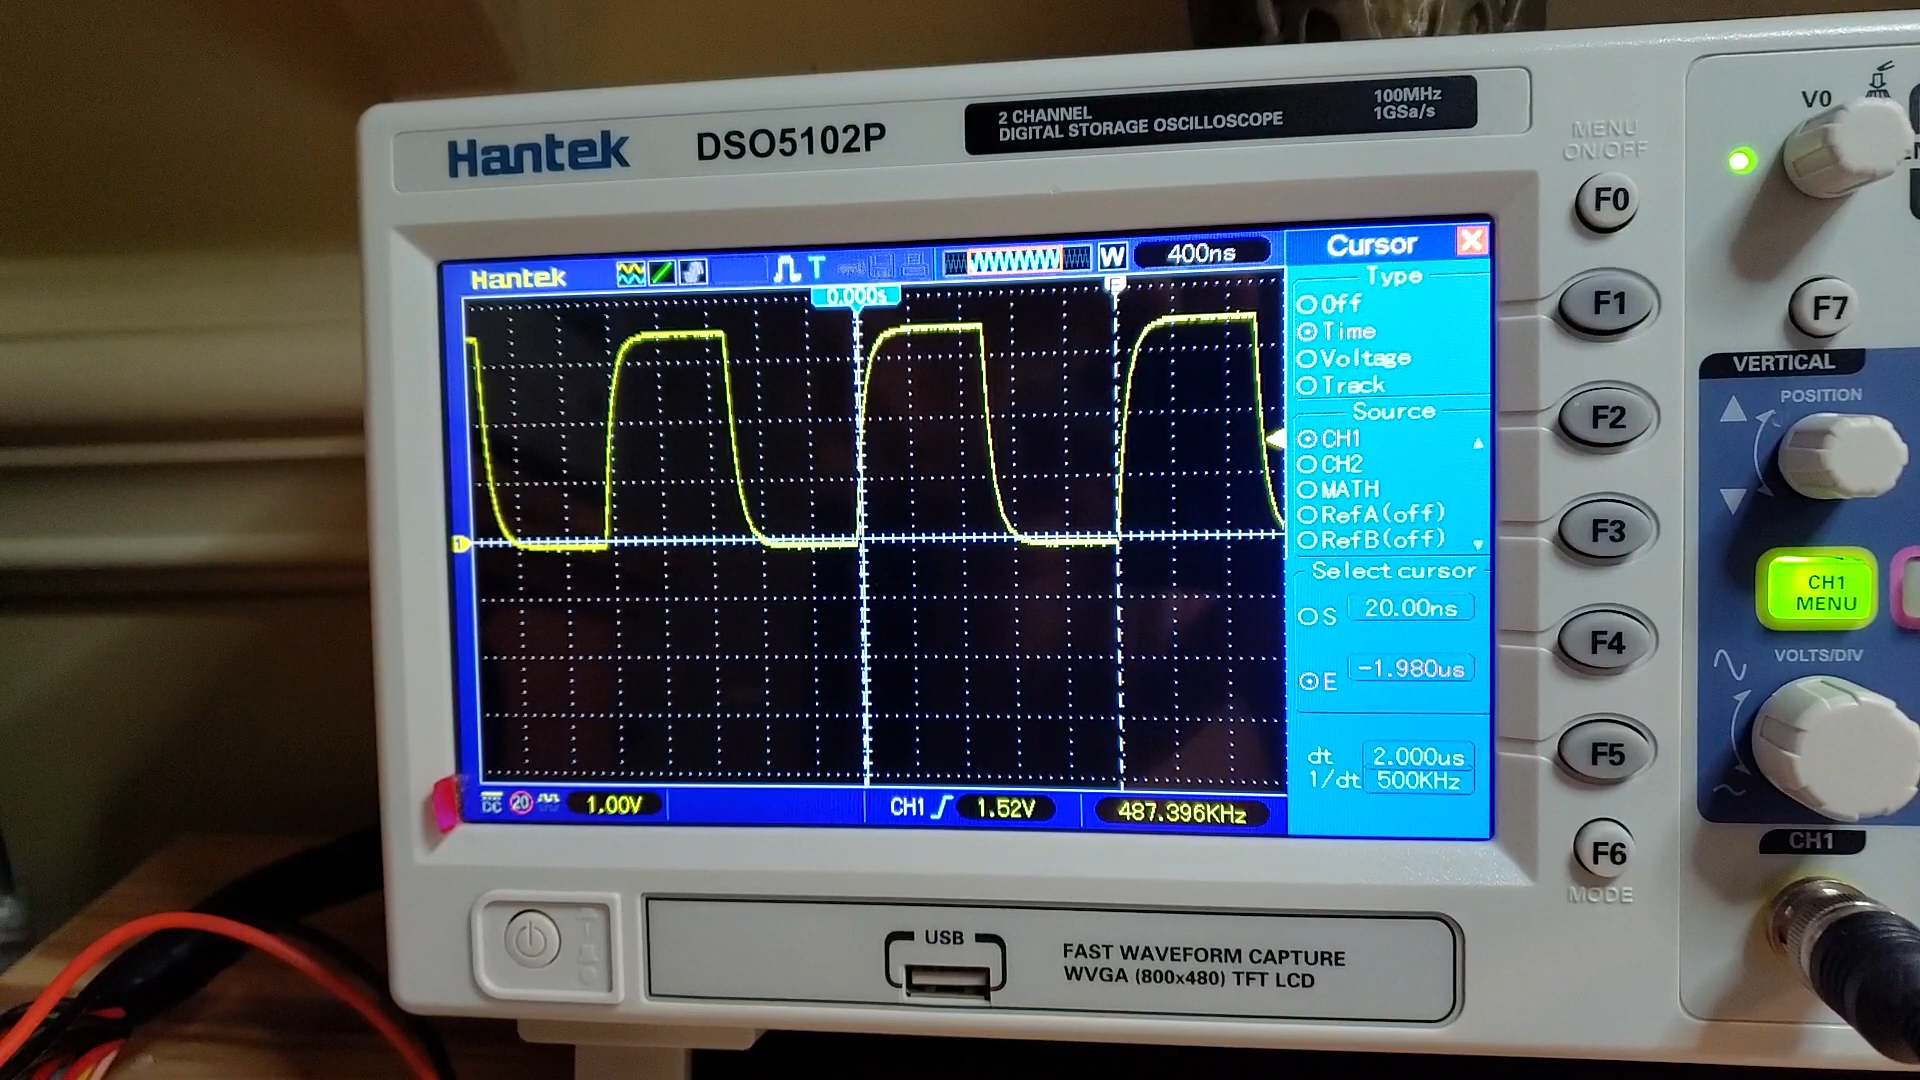 Hantek DSO5102P
2 CHANNEL
DIGITAL STORAGE OSCILLOSCOPE
100MHz
1GSa/s
MENU
ON/OFF
V0
F0
F1
F2
F3
F4
F5
F6
MODE
F7
Hantek
T
W
400ns
0.000s
E
1
DC 20 1.00V
CH1 1.52V
487.396KHz
Cursor
Type
Off
Time
Voltage
Track
Source
CH1
CH2
MATH
RefA(off)
RefB(off)
Select cursor
S 20.00ns
E -1.980us
dt 2.000us
1/dt 500KHz
VERTICAL
POSITION
CH1
MENU
VOLTS/DIV
CH1
USB
FAST WAVEFORM CAPTURE
WVGA (800x480) TFT LCD